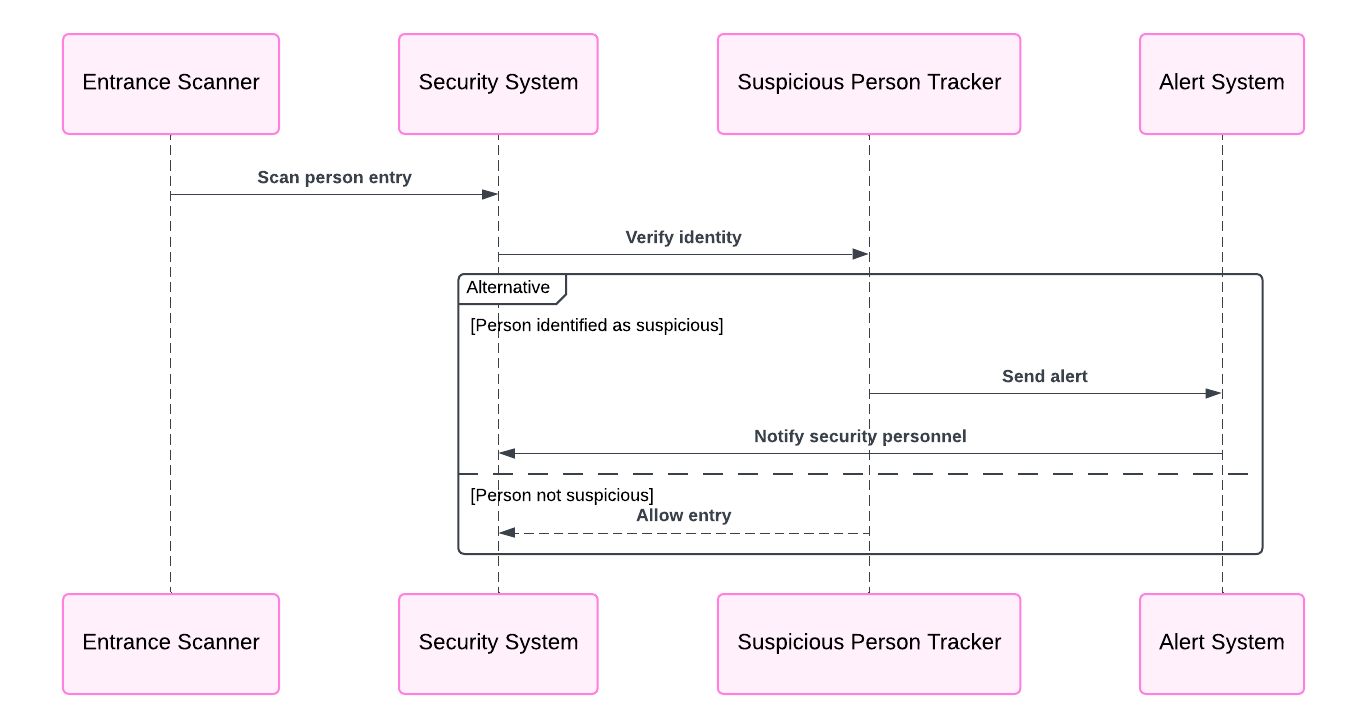 Entrance Scanner
Security System
Suspicious Person Tracker
Alert System
Scan person entry
Verify identity
Alternative
[Person identified as suspicious]
Send alert
Notify security personnel
[Person not suspicious]
Allow entry
Entrance Scanner
Security System
Suspicious Person Tracker
Alert System